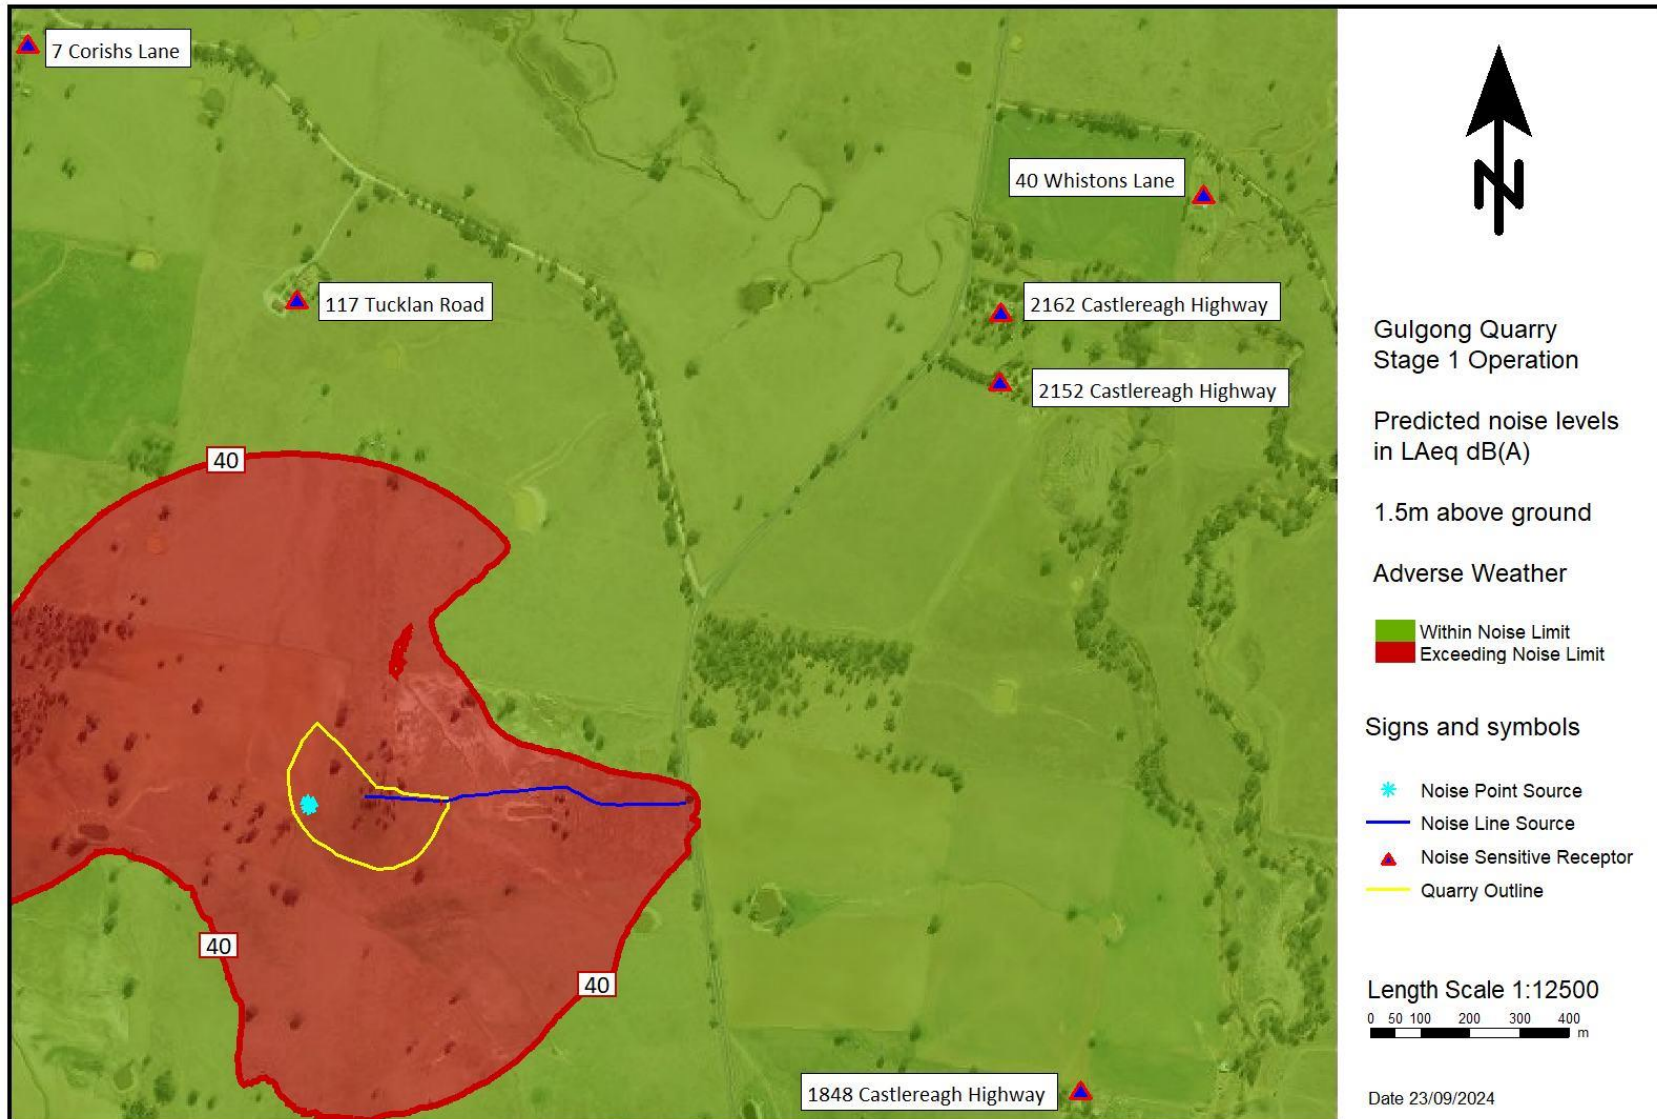 7 Corishs Lane
40 Whistons Lane
117 Tucklan Road
2162 Castlereagh Highway
2152 Castlereagh Highway
40
40
40
1848 Castlereagh Highway
N
Gulgong Quarry
Stage 1 Operation
Predicted noise levels
in LAeq dB(A)
1.5m above ground
Adverse Weather
Within Noise Limit
Exceeding Noise Limit
Signs and symbols
Noise Point Source
Noise Line Source
Noise Sensitive Receptor
Quarry Outline
Length Scale 1:12500
0 50 100 200 300 400
m
Date 23/09/2024